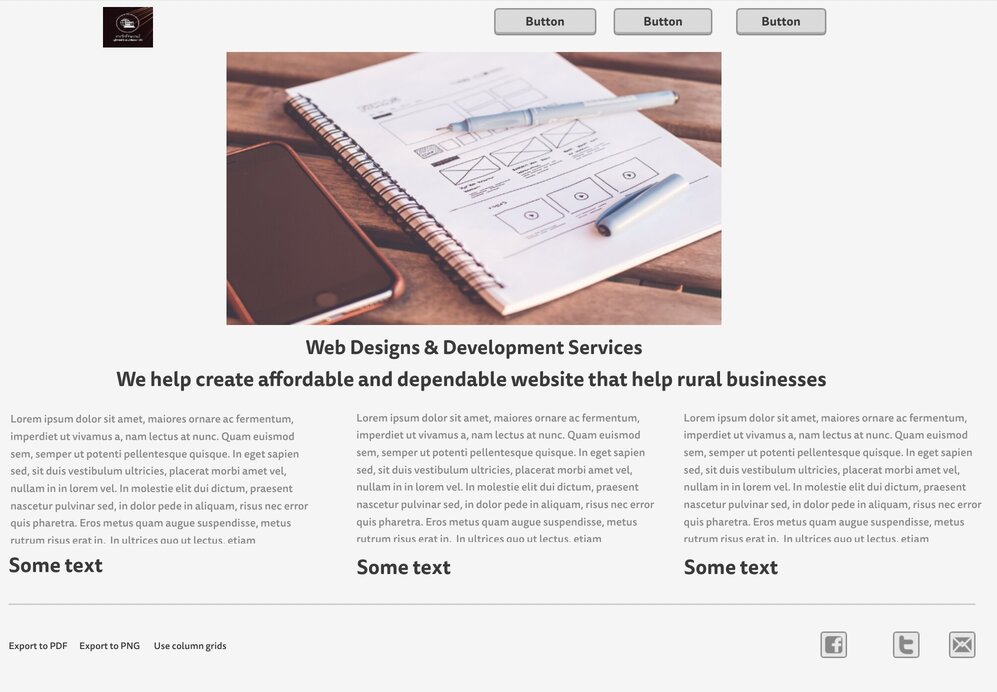 Button
Button
Button
Web Designs & Development Services
We help create affordable and dependable website that help rural businesses
Lorem ipsum dolor sit amet, maiores ornare ac fermentum,
imperdiet ut vivamus a, nam lectus at nunc. Quam euismod
sem, semper ut potenti pellentesque quisque. In eget sapien
sed, sit duis vestibulum ultricies, placerat morbi amet vel,
nullam in in lorem vel. In molestie elit dui dictum, praesent
nascetur pulvinar sed, in dolor pede in aliquam, risus nec error
quis pharetra. Eros metus quam augue suspendisse, metus
rutrum risus erat in. In ultrices quo ut lectus, etiam
Some text
Lorem ipsum dolor sit amet, maiores ornare ac fermentum,
imperdiet ut vivamus a, nam lectus at nunc. Quam euismod
sem, semper ut potenti pellentesque quisque. In eget sapien
sed, sit duis vestibulum ultricies, placerat morbi amet vel,
nullam in in lorem vel. In molestie elit dui dictum, praesent
nascetur pulvinar sed, in dolor pede in aliquam, risus nec error
quis pharetra. Eros metus quam augue suspendisse, metus
rutrum risus erat in. In ultrices quo ut lectus, etiam
Some text
Lorem ipsum dolor sit amet, maiores ornare ac fermentum,
imperdiet ut vivamus a, nam lectus at nunc. Quam euismod
sem, semper ut potenti pellentesque quisque. In eget sapien
sed, sit duis vestibulum ultricies, placerat morbi amet vel,
nullam in in lorem vel. In molestie elit dui dictum, praesent
nascetur pulvinar sed, in dolor pede in aliquam, risus nec error
quis pharetra. Eros metus quam augue suspendisse, metus
rutrum risus erat in. In ultrices quo ut lectus, etiam
Some text
Export to PDF Export to PNG Use column grids